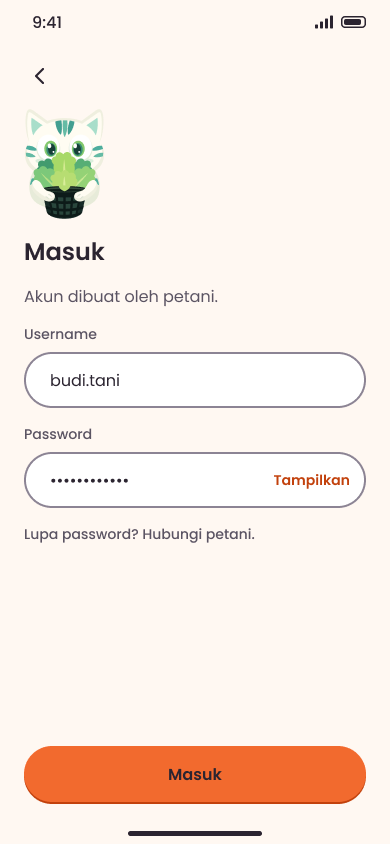 9:41
Masuk
Akun dibuat oleh petani.
Username
budi.tani
Password
••••••••••••
Tampilkan
Lupa password? Hubungi petani.
Masuk